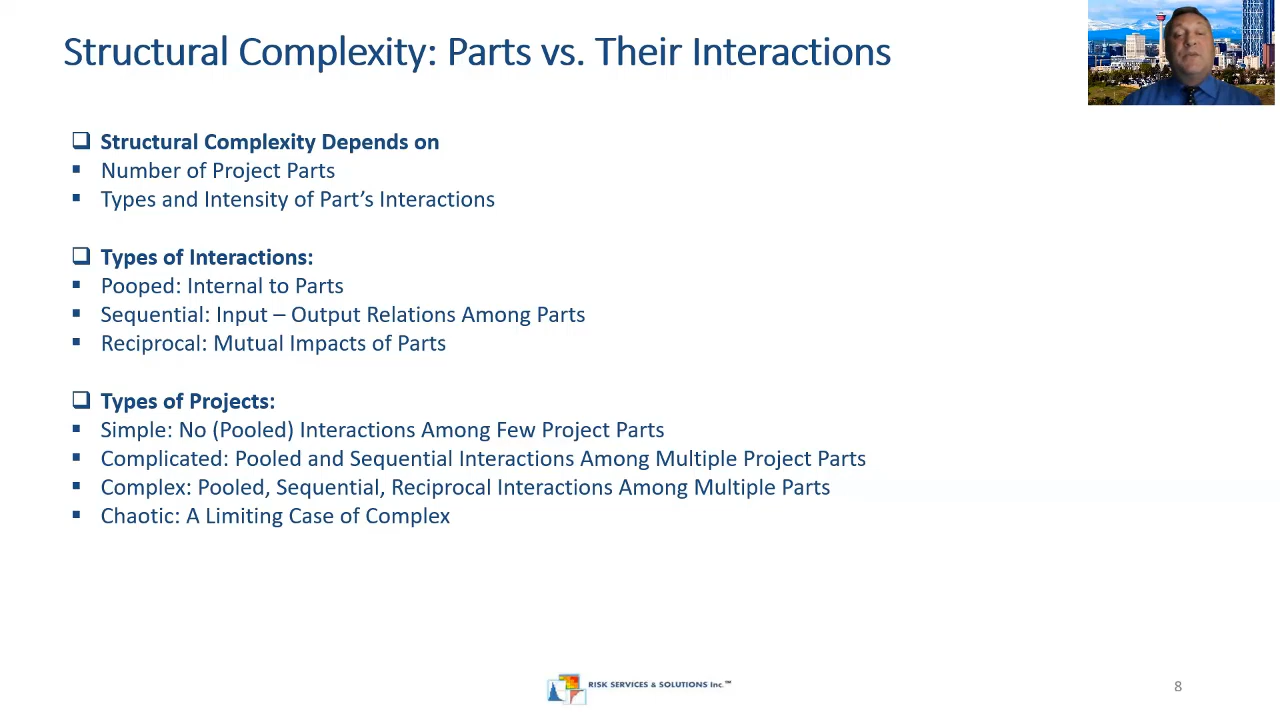 Structural Complexity: Parts vs. Their Interactions
❑ Structural Complexity Depends on
▪ Number of Project Parts
▪ Types and Intensity of Part’s Interactions
❑ Types of Interactions:
▪ Pooped: Internal to Parts
▪ Sequential: Input – Output Relations Among Parts
▪ Reciprocal: Mutual Impacts of Parts
❑ Types of Projects:
▪ Simple: No (Pooled) Interactions Among Few Project Parts
▪ Complicated: Pooled and Sequential Interactions Among Multiple Project Parts
▪ Complex: Pooled, Sequential, Reciprocal Interactions Among Multiple Parts
▪ Chaotic: A Limiting Case of Complex
RISK SERVICES & SOLUTIONS Inc.™
8